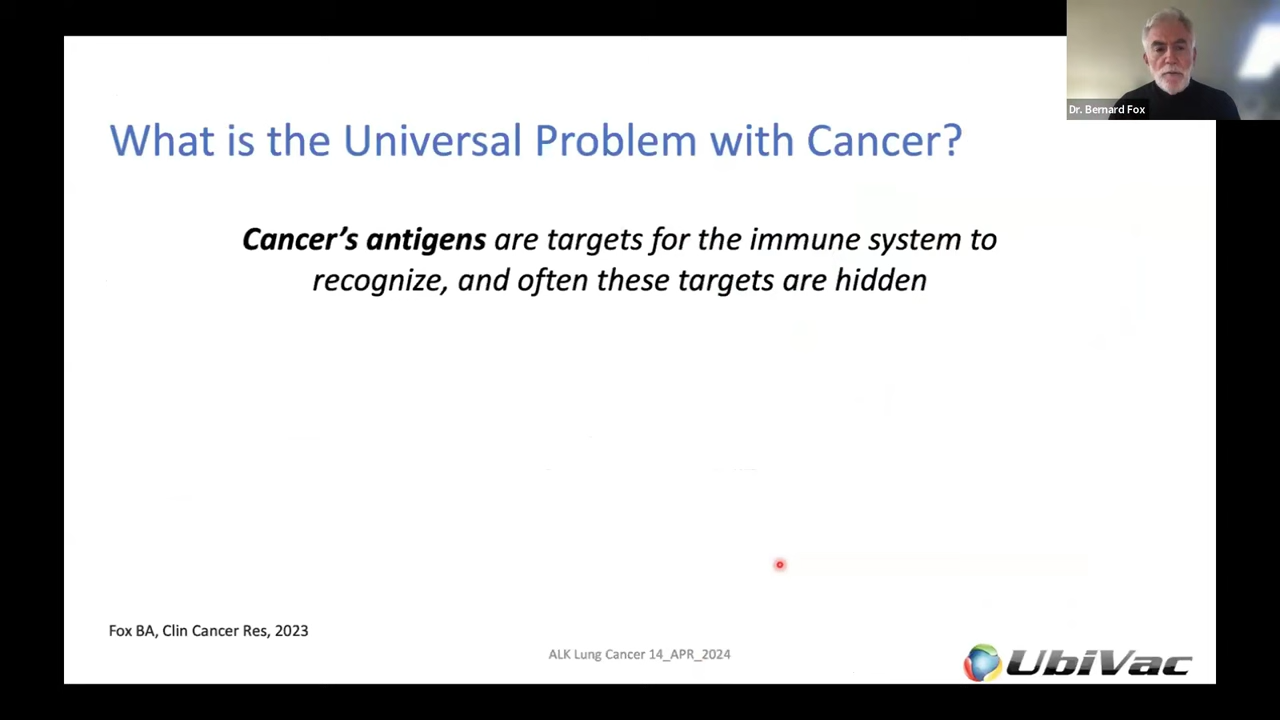 Dr. Bernard Fox
What is the Universal Problem with Cancer?
Cancer's antigens are targets for the immune system to
recognize, and often these targets are hidden
Fox BA, Clin Cancer Res, 2023
ALK Lung Cancer 14_APR_2024
UbiVac